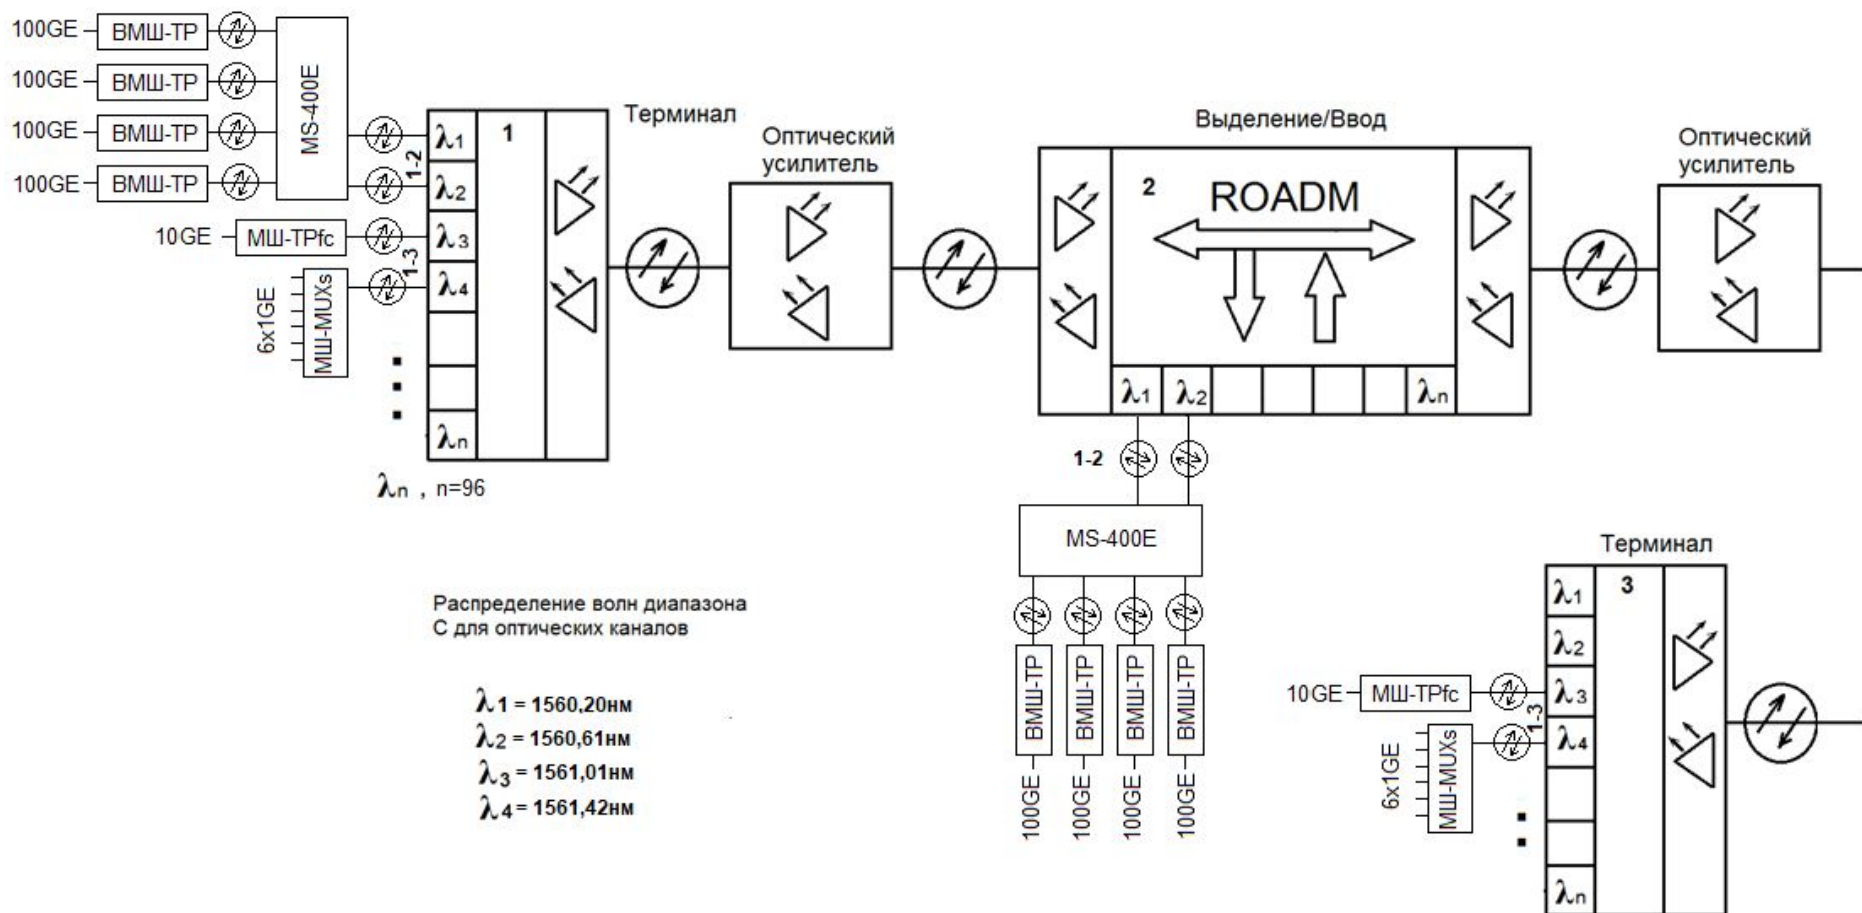 100GE
ВМШ-ТР
100GE
ВМШ-ТР
100GE
ВМШ-ТР
100GE
ВМШ-ТР
MS-400E
10GE
МШ-TPfc
6x1GE
МШ-MUXs
1-2
1-3
λ1
λ2
λ3
λ4
λn
1
Терминал
λn , n=96
Оптический
усилитель
Выделение/Ввод
2
ROADM
λ1
λ2
λn
1-2
MS-400E
ВМШ-ТР
ВМШ-ТР
ВМШ-ТР
ВМШ-ТР
100GE
100GE
100GE
100GE
Оптический
усилитель
Распределение волн диапазона
С для оптических каналов
λ1 = 1560,20нм
λ2 = 1560,61нм
λ3 = 1561,01нм
λ4 = 1561,42нм
Терминал
3
λ1
λ2
λ3
λ4
λn
10GE
МШ-TPfc
1-3
6x1GE
МШ-MUXs